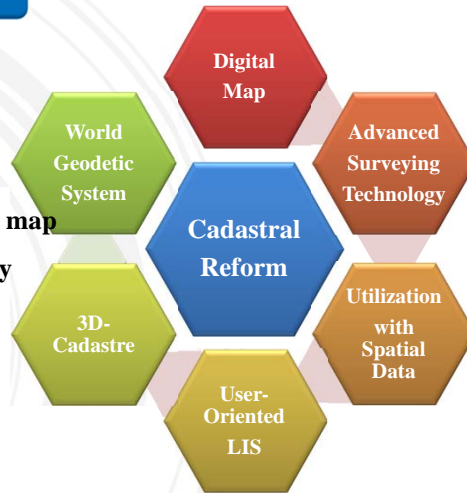 Digital
Map
World
Geodetic
System
Advanced
Surveying
Technology
map
y
Cadastral
Reform
3D-
Cadastre
Utilization
with
Spatial
Data
User-
Oriented
LIS